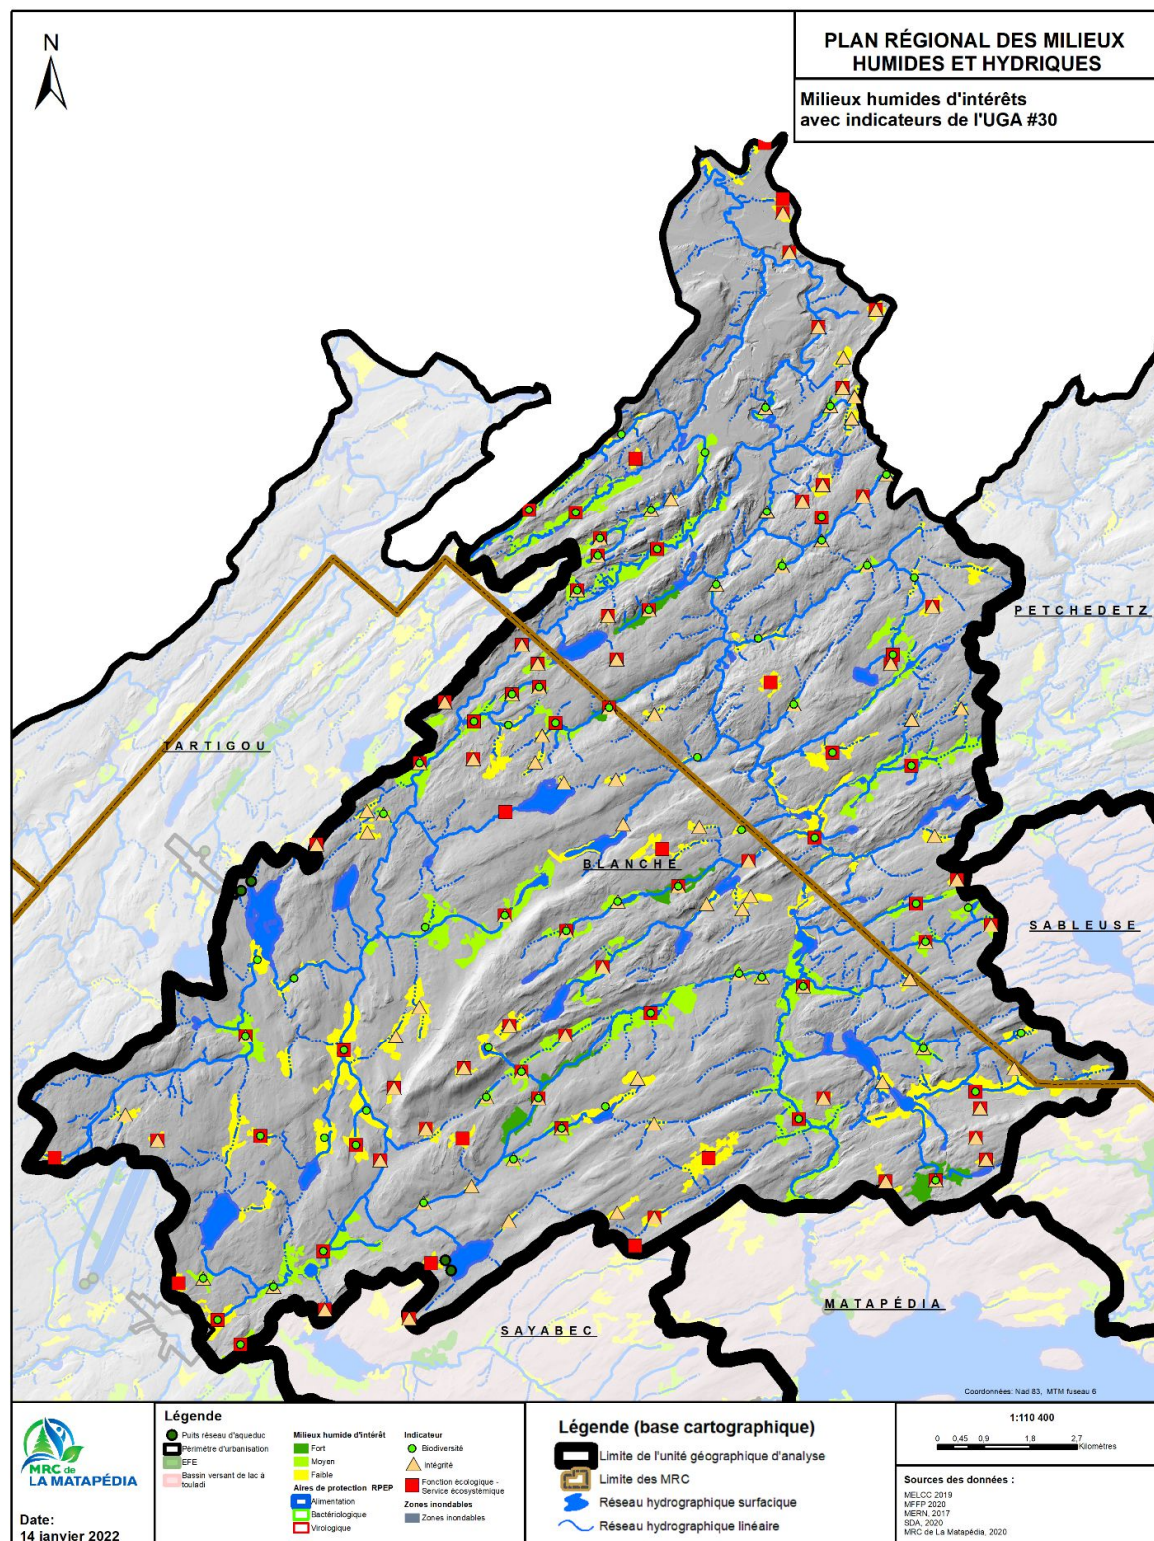 PLAN RÉGIONAL DES MILIEUX
HUMIDES ET HYDRIQUES
Milieux humides d'intérêts
avec indicateurs de l'UGA #30
N
PETCHEDETZ
TARTIGOU
BLANCHE
SABLEUSE
MATAPÉDIA
SAYABEC
Coordonnées: Nad 83, MTM fuseau 6
MRC de
LA MATAPÉDIA
Date:
14 janvier 2022
Légende
Puits réseau d'aqueduc
Périmètre d'urbanisation
EFE
Bassin versant de lac à
touladi
Milieux humide d'intérêt
Fort
Moyen
Faible
Aires de protection RPEP
Alimentation
Bactériologique
Virologique
Indicateur
Biodiversité
Intégrité
Fonction écologique -
Service écosystémique
Zones inondables
Zones inondables
Légende (base cartographique)
Limite de l'unité géographique d'analyse
Limite des MRC
Réseau hydrographique surfacique
Réseau hydrographique linéaire
1:110 400
0 0,45 0,9 1,8 2,7
Kilomètres
Sources des données :
MELCC 2019
MFFP 2020
MERN, 2017
SDA, 2020
MRC de La Matapédia, 2020